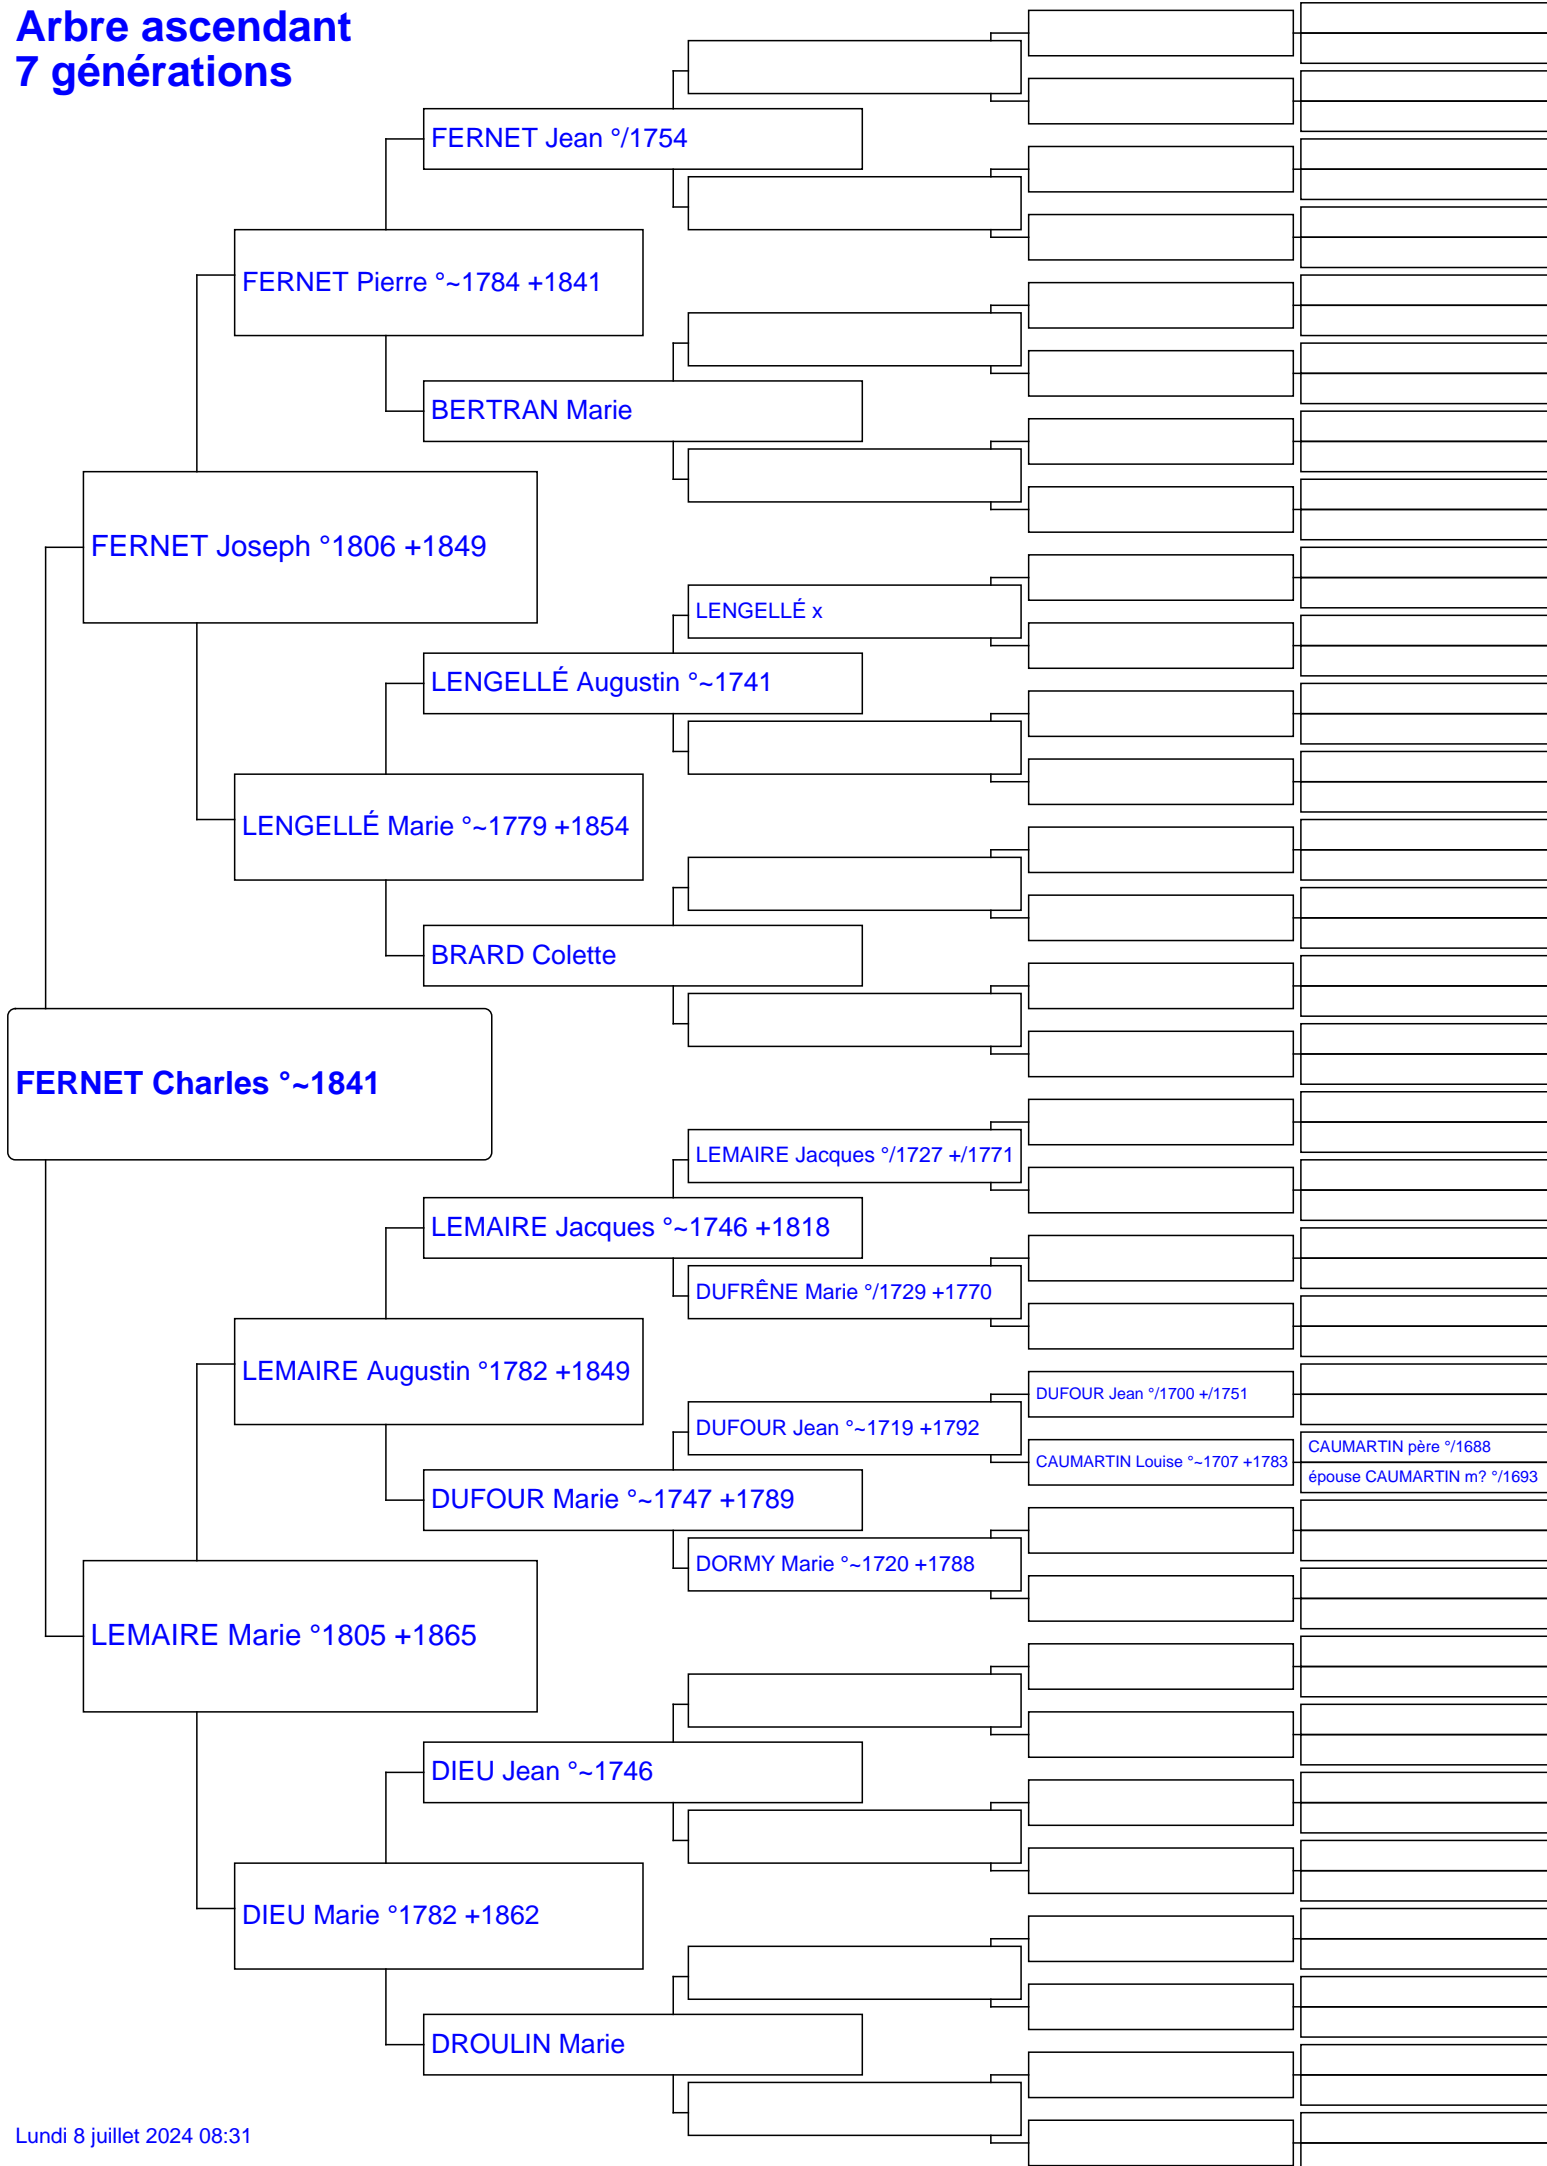 Arbre ascendant
7 générations
FERNET Jean °/1754
FERNET Pierre °~1784 +1841
BERTRAN Marie
FERNET Joseph °1806 +1849
LENGELLÉ x
LENGELLÉ Augustin °~1741
LENGELLÉ Marie °~1779 +1854
BRARD Colette
FERNET Charles °~1841
LEMAIRE Jacques °/1727 +/1771
LEMAIRE Jacques °~1746 +1818
DUFRÊNE Marie °/1729 +1770
LEMAIRE Augustin °1782 +1849
DUFOUR Jean °/1700 +/1751
DUFOUR Jean °~1719 +1792
CAUMARTIN père °/1688
CAUMARTIN Louise °~1707 +1783
épouse CAUMARTIN m? °/1693
DUFOUR Marie °~1747 +1789
DORMY Marie °~1720 +1788
LEMAIRE Marie °1805 +1865
DIEU Jean °~1746
DIEU Marie °1782 +1862
DROULIN Marie
Lundi 8 juillet 2024 08:31